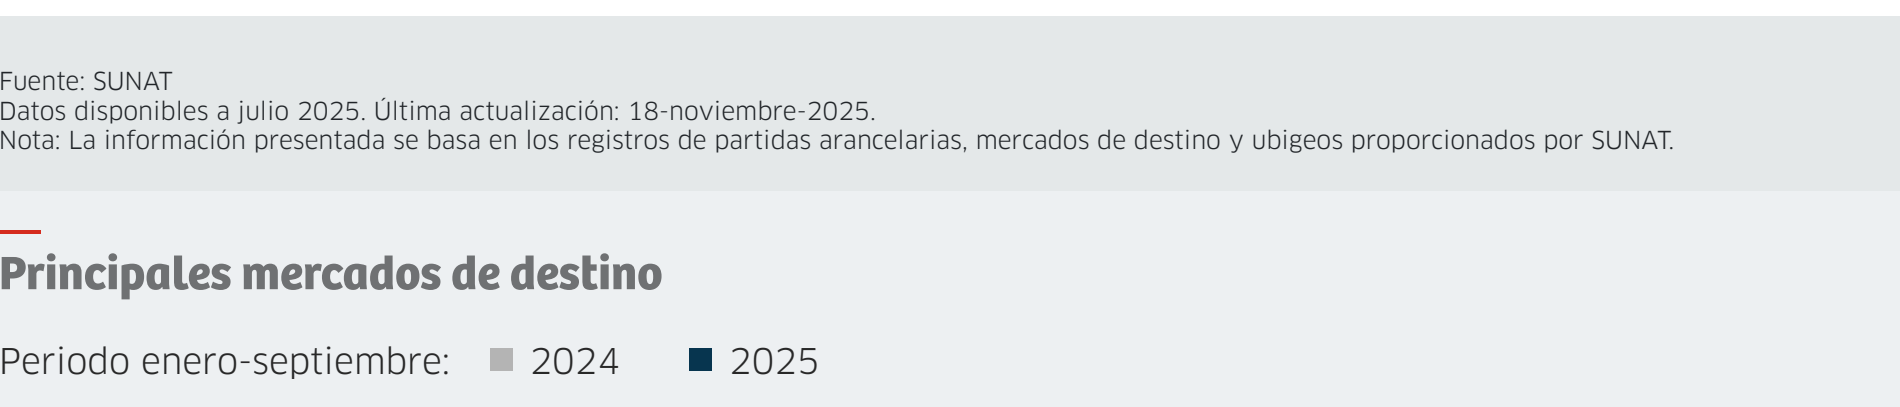 Fuente: SUNAT
Datos disponibles a julio 2025. Última actualización: 18-noviembre-2025.
Nota: La información presentada se basa en los registros de partidas arancelarias, mercados de destino y ubigeos proporcionados por SUNAT.
Principales mercados de destino
Periodo enero-septiembre: 2024 2025